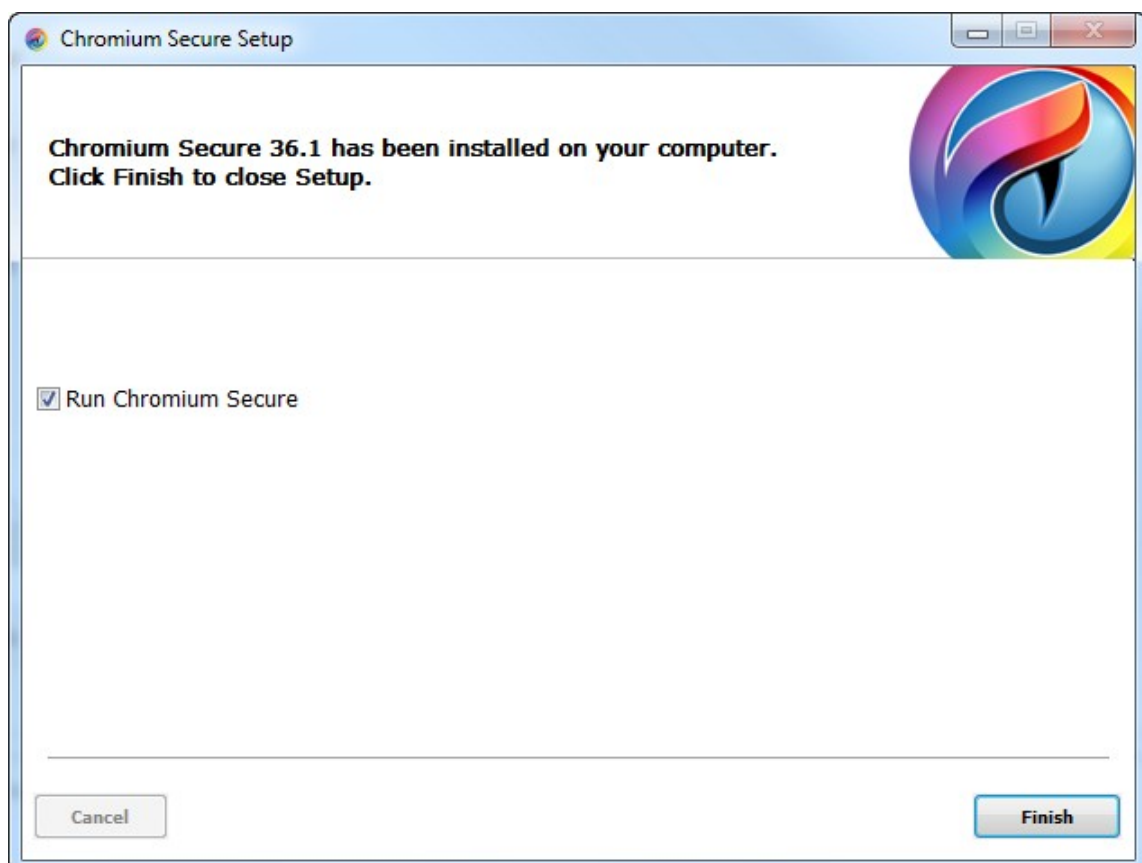 Chromium Secure Setup
Chromium Secure 36.1 has been installed on your computer.
Click Finish to close Setup.
Run Chromium Secure
Cancel
Finish